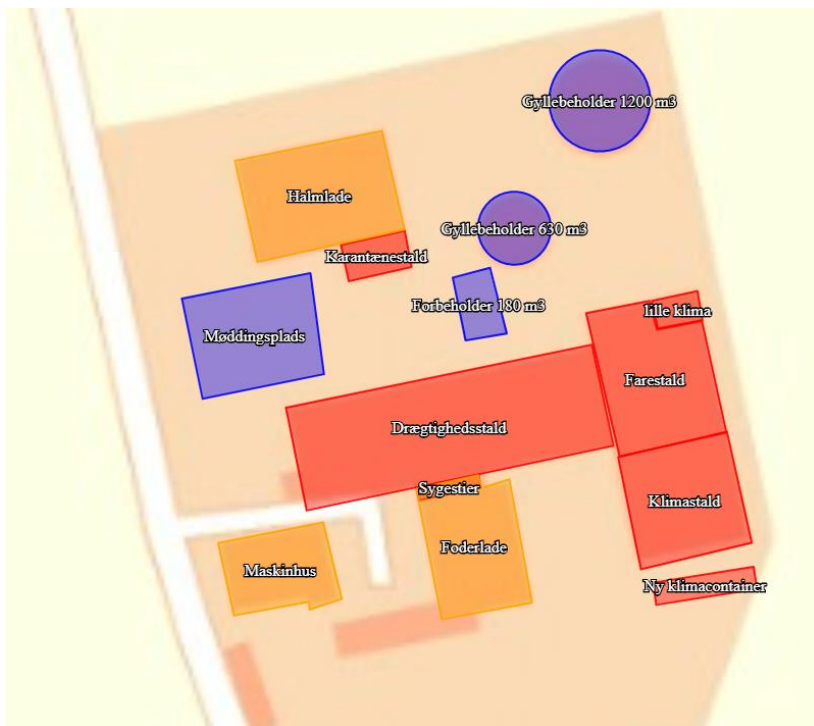 Gyllebeholder 1200 m3
Halmlade
Gyllebeholder 630 m3
Karantænestald
Forbeholder 180 m3
lille klima
Møddingsplads
Farestald
Drægtighedsstald
Sygestier
Klimastald
Foderlade
Maskinhus
Ny klimacontainer